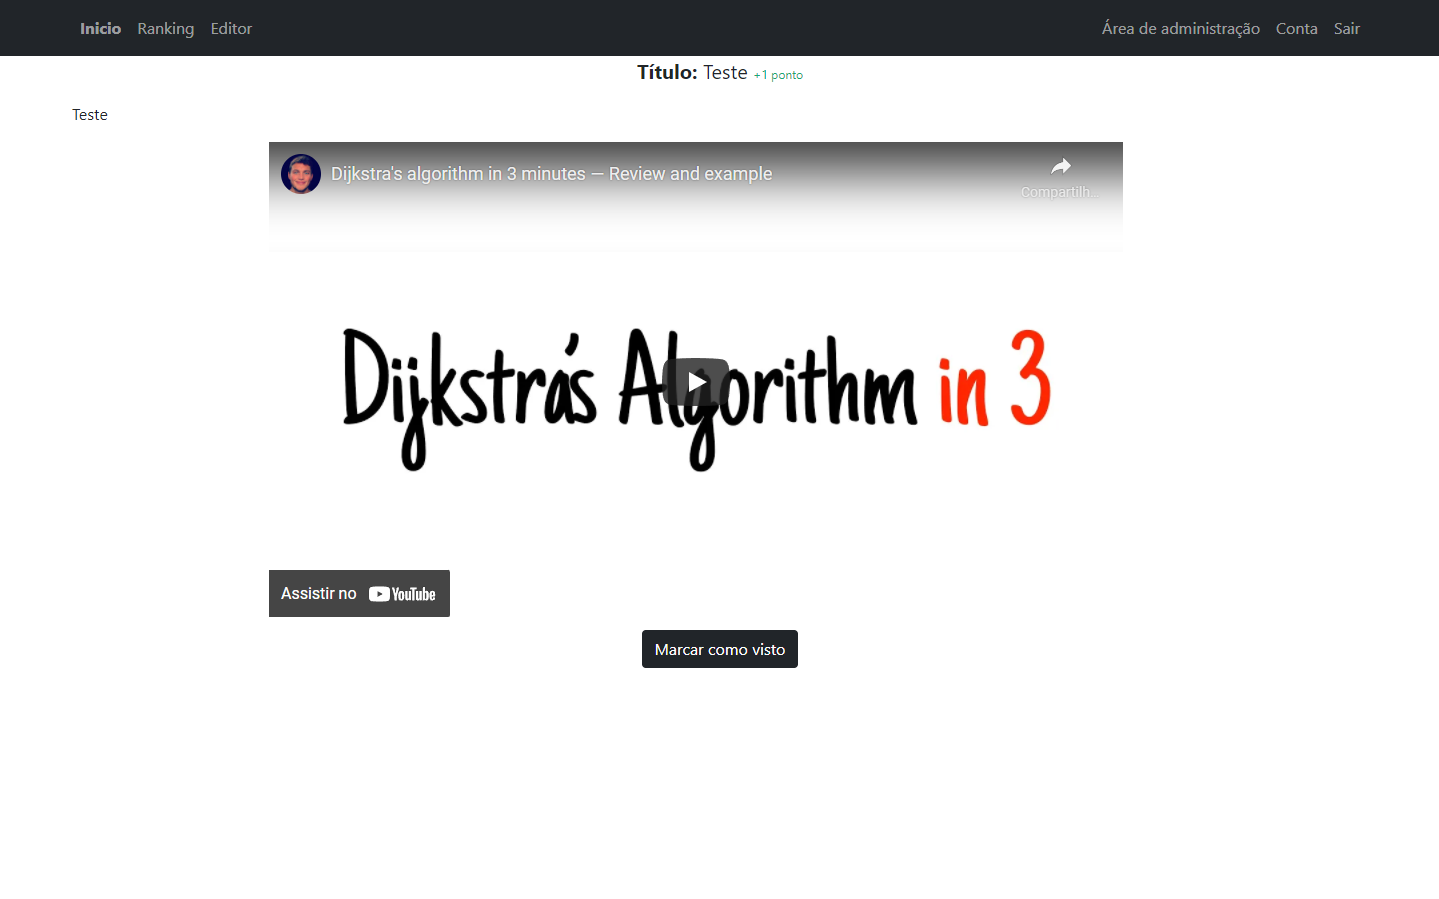 Inicio Ranking Editor Área de administração Conta Sair
Título: Teste +1 ponto
Teste
Dijkstra's algorithm in 3 minutes — Review and example
Compartilh...
Dijkstra's Algorithm in 3
Assistir no YouTube
Marcar como visto